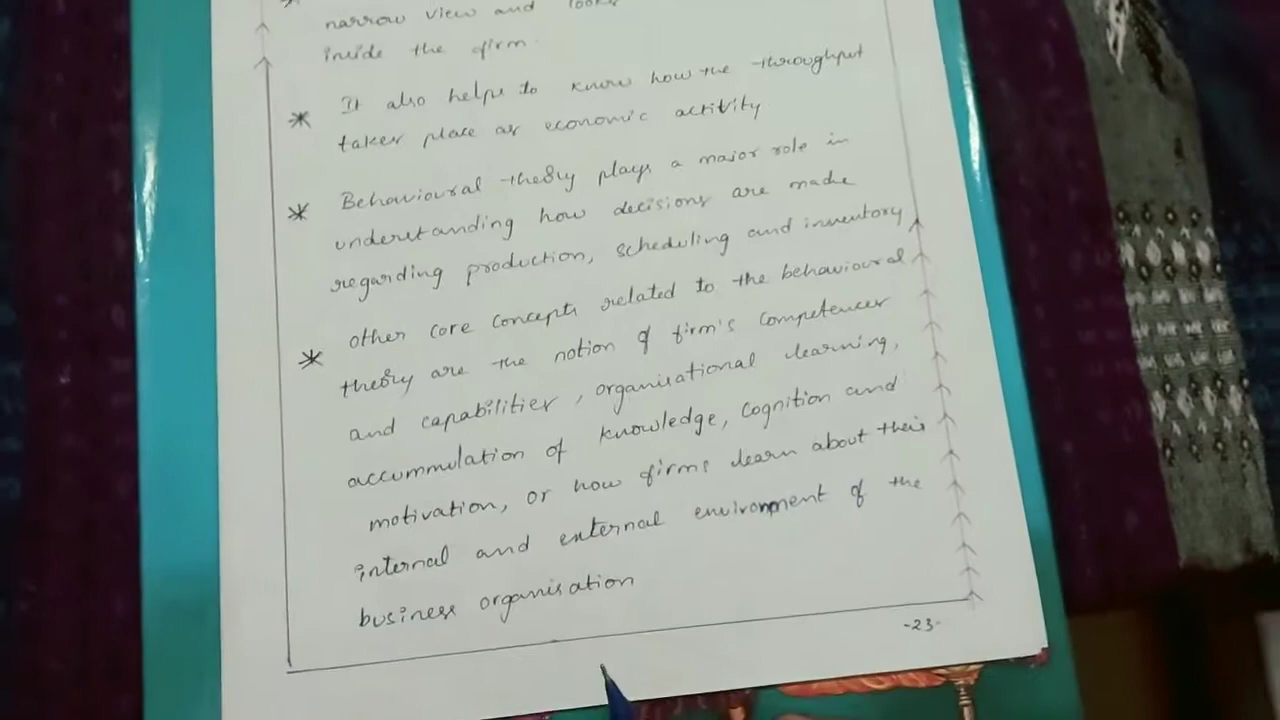 narrow view and looks
inside the firm.
* It also helps to know how the throughput
takes place as economic activity
* Behavioural theory plays a major role in
understanding how decisions are made
regarding production, scheduling and inventory
* other core concepts related to the behavioural
theory are the notion of firm's competences
and capabilities, organisational learning,
accummulation of knowledge, cognition and
motivation, or how firms learn about their
internal and external environment of the
business organisation
-23-